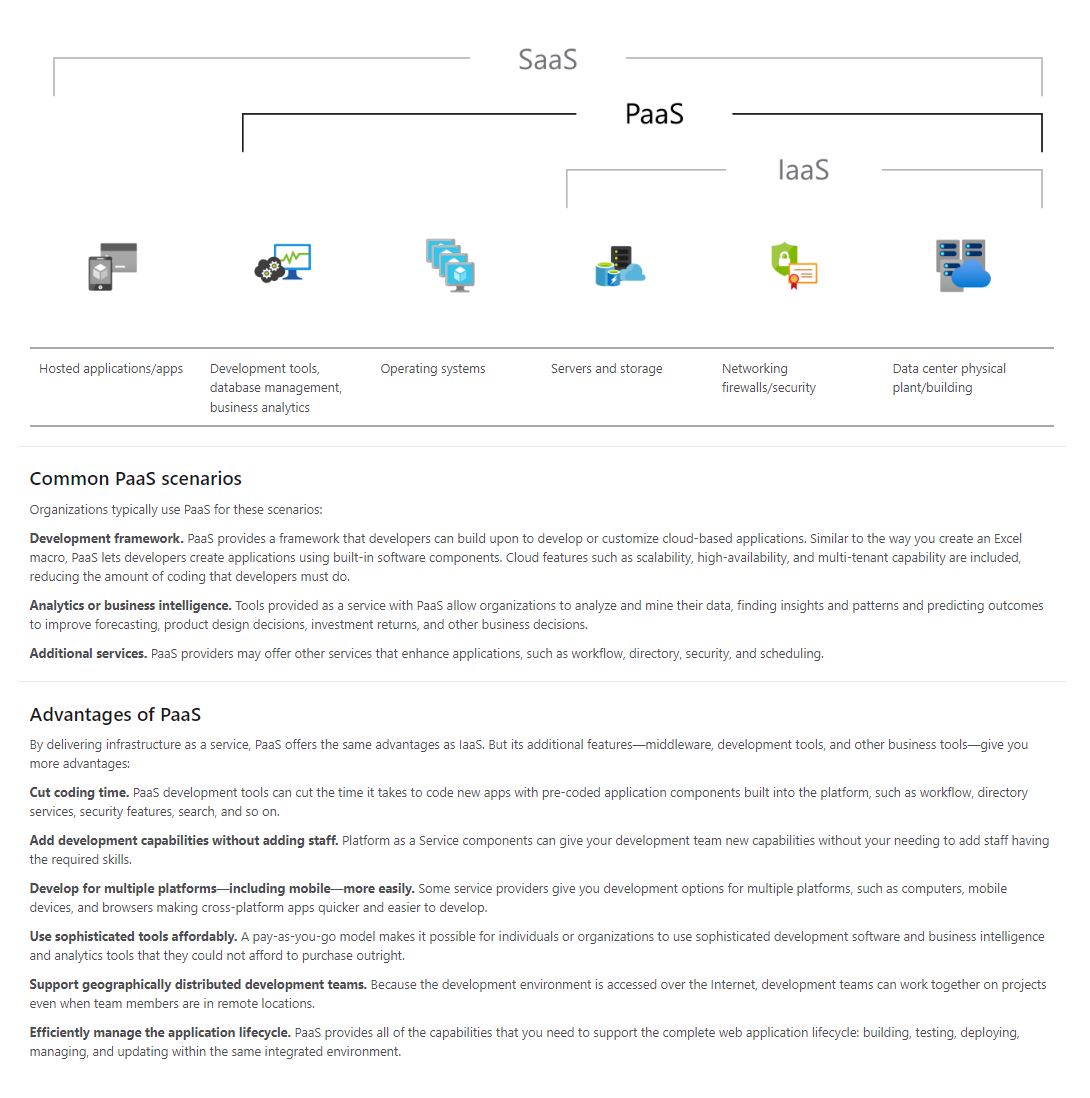 SaaS
PaaS
IaaS
Hosted applications/apps
Development tools,
database management,
business analytics
Operating systems
Servers and storage
Networking
firewalls/security
Data center physical
plant/building
Common PaaS scenarios
Organizations typically use PaaS for these scenarios:
Development framework. PaaS provides a framework that developers can build upon to develop or customize cloud-based applications. Similar to the way you create an Excel
macro, PaaS lets developers create applications using built-in software components. Cloud features such as scalability, high-availability, and multi-tenant capability are included,
reducing the amount of coding that developers must do.
Analytics or business intelligence. Tools provided as a service with PaaS allow organizations to analyze and mine their data, finding insights and patterns and predicting outcomes
to improve forecasting, product design decisions, investment returns, and other business decisions.
Additional services. PaaS providers may offer other services that enhance applications, such as workflow, directory, security, and scheduling.
Advantages of PaaS
By delivering infrastructure as a service, PaaS offers the same advantages as IaaS. But its additional features—middleware, development tools, and other business tools—give you
more advantages:
Cut coding time. PaaS development tools can cut the time it takes to code new apps with pre-coded application components built into the platform, such as workflow, directory
services, security features, search, and so on.
Add development capabilities without adding staff. Platform as a Service components can give your development team new capabilities without your needing to add staff having
the required skills.
Develop for multiple platforms—including mobile—more easily. Some service providers give you development options for multiple platforms, such as computers, mobile
devices, and browsers making cross-platform apps quicker and easier to develop.
Use sophisticated tools affordably. A pay-as-you-go model makes it possible for individuals or organizations to use sophisticated development software and business intelligence
and analytics tools that they could not afford to purchase outright.
Support geographically distributed development teams. Because the development environment is accessed over the Internet, development teams can work together on projects
even when team members are in remote locations.
Efficiently manage the application lifecycle. PaaS provides all of the capabilities that you need to support the complete web application lifecycle: building, testing, deploying,
managing, and updating within the same integrated environment.